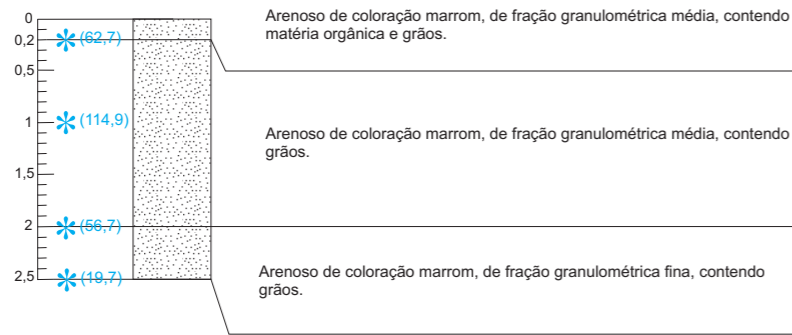 0
0,2
0,5
1
1,5
2
2,5
(62,7)
(114,9)
(56,7)
(19,7)
Arenoso de coloração marrom, de fração granulométrica média, contendo
matéria orgânica e grãos.
Arenoso de coloração marrom, de fração granulométrica média, contendo
grãos.
Arenoso de coloração marrom, de fração granulométrica fina, contendo
grãos.